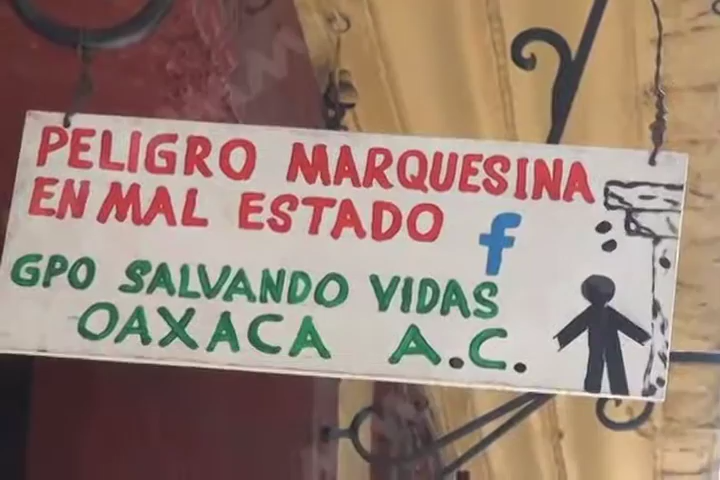 PELIGRO MARQUESINA
EN MAL ESTADO
f
GPO SALVANDO VIDAS
OAXACA A.C.